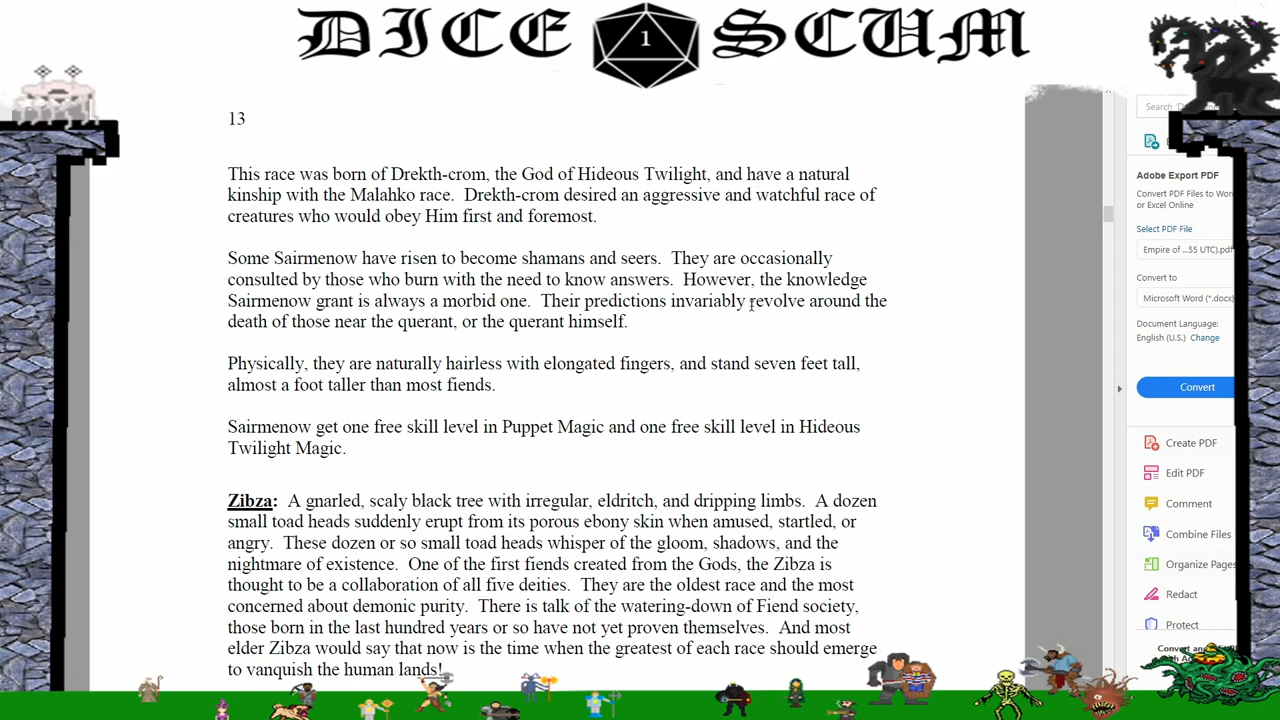 DICE 1 SCUM
13
This race was born of Drekth-crom, the God of Hideous Twilight, and have a natural
kinship with the Malahko race.  Drekth-crom desired an aggressive and watchful race of
creatures who would obey Him first and foremost.
Some Sairmenow have risen to become shamans and seers.  They are occasionally
consulted by those who burn with the need to know answers.  However, the knowledge
Sairmenow grant is always a morbid one.  Their predictions invariably revolve around the
death of those near the querant, or the querant himself.
Physically, they are naturally hairless with elongated fingers, and stand seven feet tall,
almost a foot taller than most fiends.
Sairmenow get one free skill level in Puppet Magic and one free skill level in Hideous
Twilight Magic.
Zibza:  A gnarled, scaly black tree with irregular, eldritch, and dripping limbs.  A dozen
small toad heads suddenly erupt from its porous ebony skin when amused, startled, or
angry.  These dozen or so small toad heads whisper of the gloom, shadows, and the
nightmare of existence.  One of the first fiends created from the Gods, the Zibza is
thought to be a collaboration of all five deities.  They are the oldest race and the most
concerned about demonic purity.  There is talk of the watering-down of Fiend society,
those born in the last hundred years or so have not yet proven themselves.  And most
elder Zibza would say that now is the time when the greatest of each race should emerge
to vanquish the human lands!
Search
Adobe Export PDF
Convert PDF Files to Wor
or Excel Online
Select PDF File
Empire of ...55 UTC).pdf
Convert to
Microsoft Word (*.docx)
Document Language:
English (U.S.) Change
Convert
Create PDF
Edit PDF
Comment
Combine Files
Organize Pages
Redact
Protect
Convert and